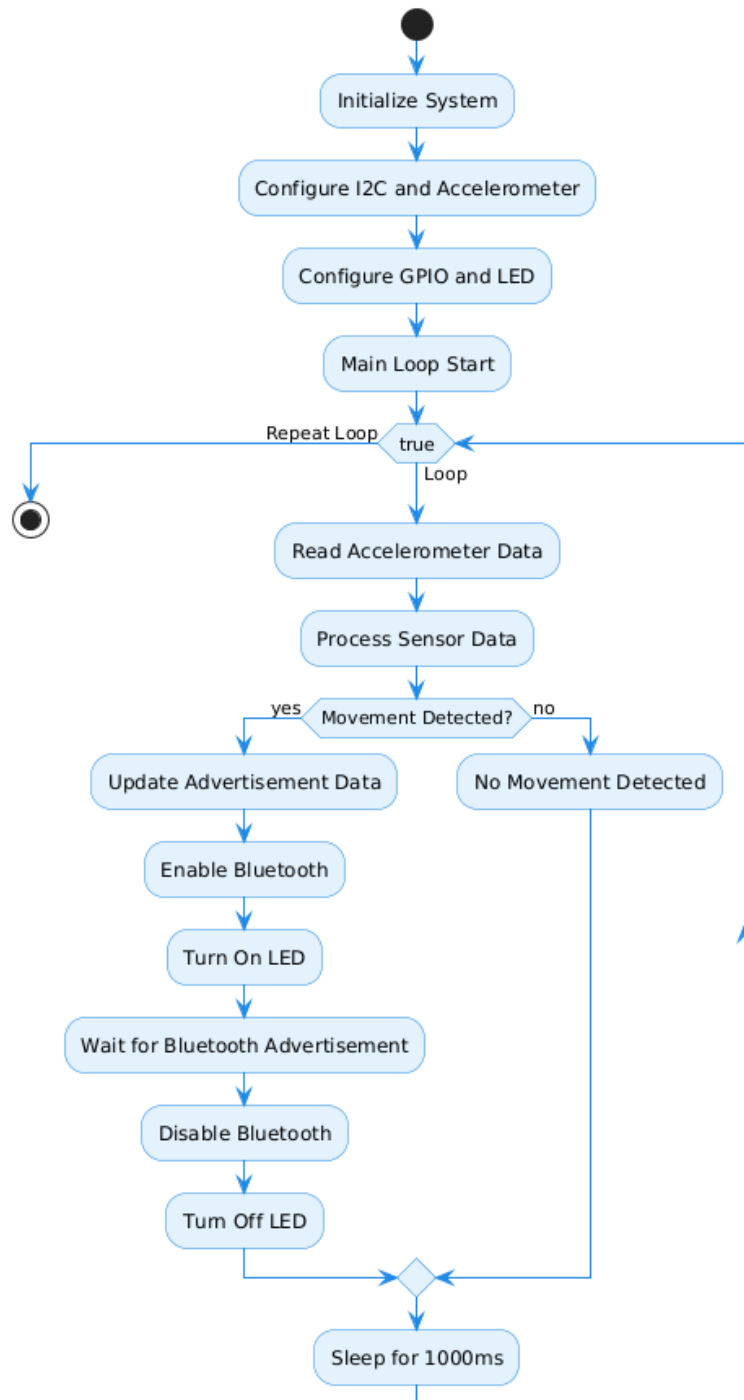 Initialize System
Configure I2C and Accelerometer
Configure GPIO and LED
Main Loop Start
Repeat Loop
true
Loop
Read Accelerometer Data
Process Sensor Data
yes
Movement Detected?
no
Update Advertisement Data
No Movement Detected
Enable Bluetooth
Turn On LED
Wait for Bluetooth Advertisement
Disable Bluetooth
Turn Off LED
Sleep for 1000ms